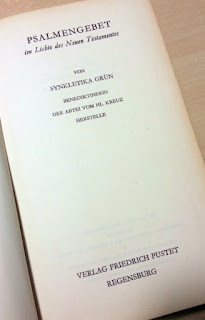 PSALMENGEBET
im Lichte des Neuen Testamentes
VON
SYNKLETIKA GRÜN
BENEDIKTINERIN
DER ABTEI VOM HL. KREUZ
HERSTELLE
VERLAG FRIEDRICH PUSTET
REGENSBURG